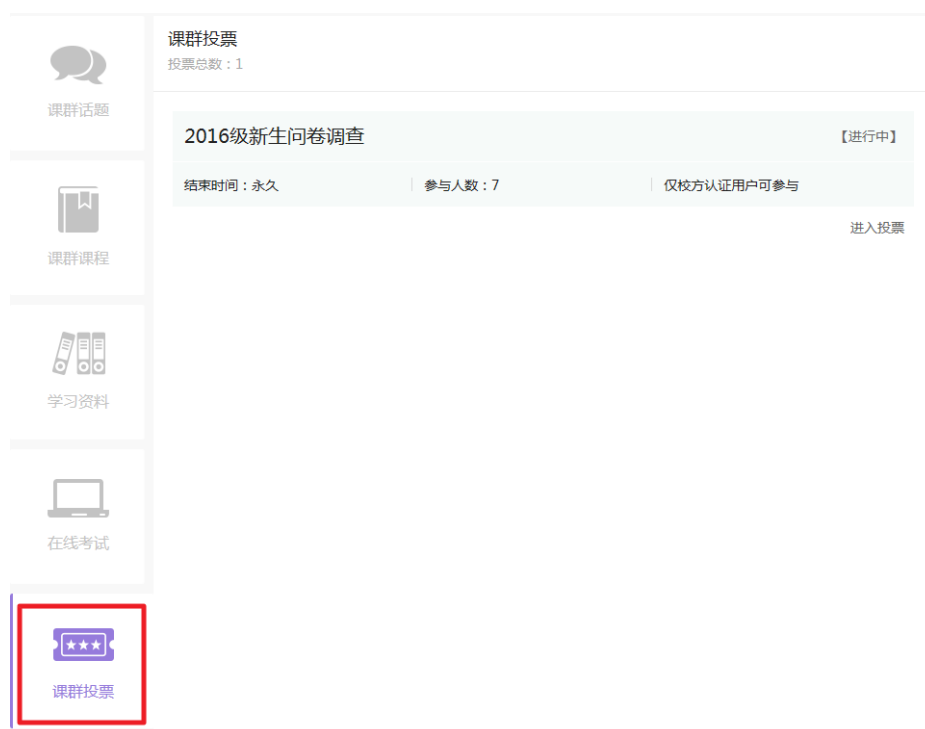 课群话题
课群课程
学习资料
在线考试
课群投票
课群投票
投票总数：1
2016级新生问卷调查 【进行中】
结束时间：永久 参与人数：7 仅校方认证用户可参与
进入投票